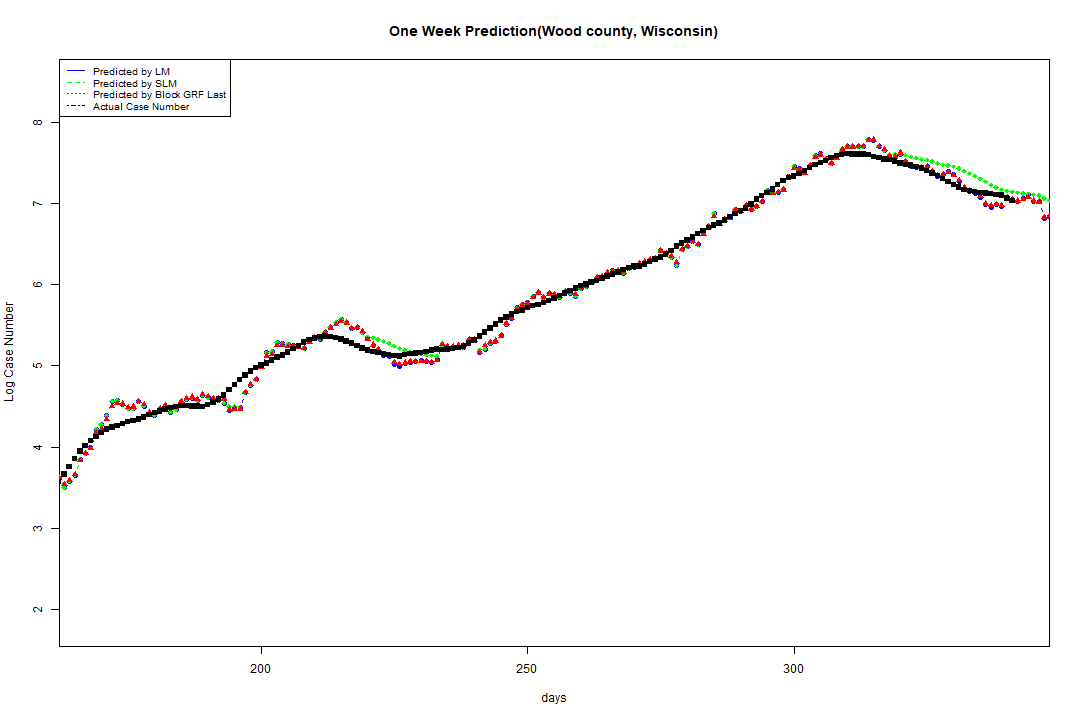 One Week Prediction(Wood county, Wisconsin)
Predicted by LM
Predicted by SLM
Predicted by Block GRF Last
Actual Case Number
Log Case Number
8
7
6
5
4
3
2
200 250 300
days